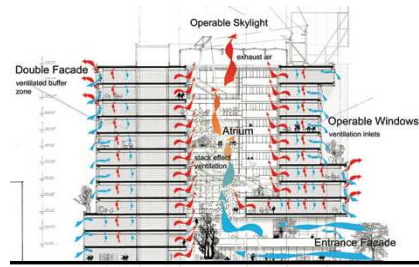 Operable Skylight
exhaust air
Double Facade
ventilated buffer
zone
Operable Windows
ventilation inlets
Atrium
stack effect
ventilation
Entrance Facade